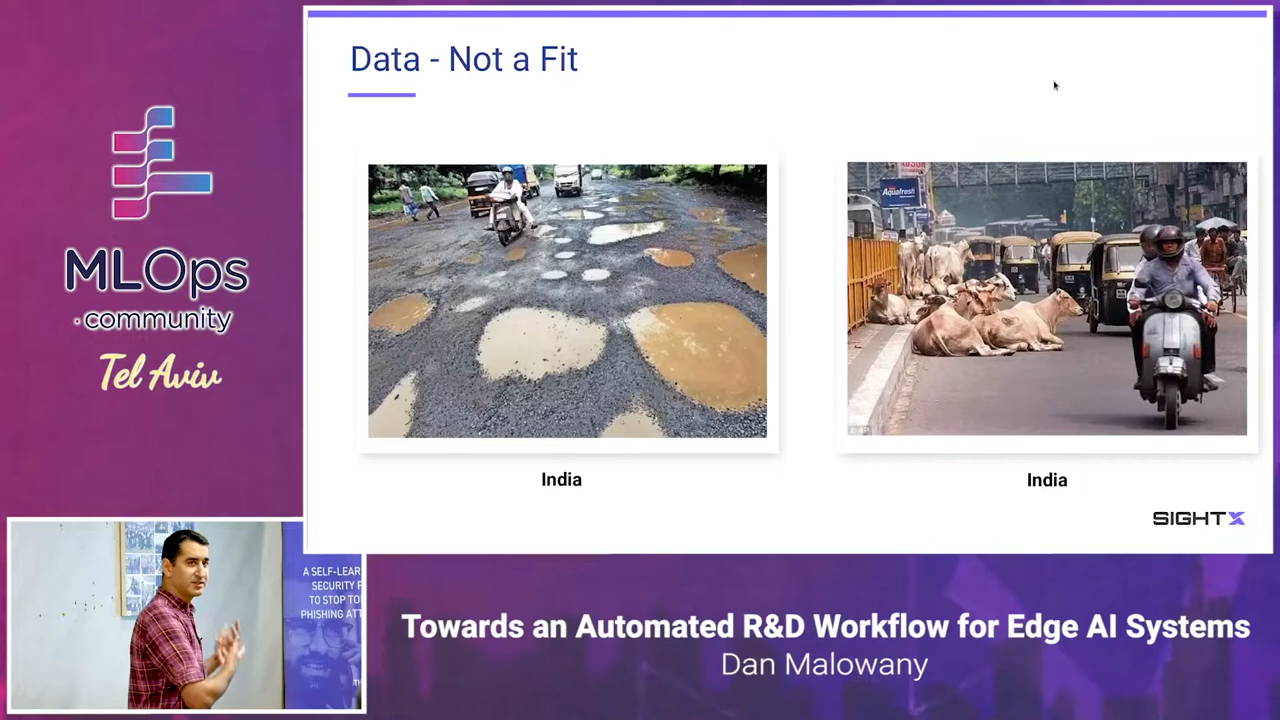 Data - Not a Fit
MLOps
community
Tel Aviv
Aquafresh
India
India
SIGHTX
A SELF-LEAR
SECURITY P
TO STOP TO
PHISHING ATT
Towards an Automated R&D Workflow for Edge AI Systems
Dan Malowany